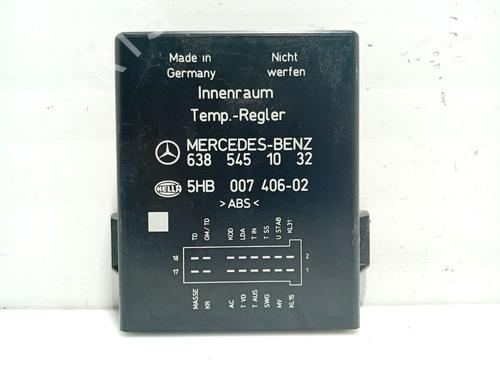 Made in Nicht
Germany werfen
Innenraum
Temp.-Regler
MERCEDES-BENZ
638 545 10 32
HELLA 5HB 007 406-02
>ABS<
TD GM/TD KOD LDA T IN T SS U STAB KL31
18 2
17 1
MASSE KR AC T VD T AUS SWG MV KL15